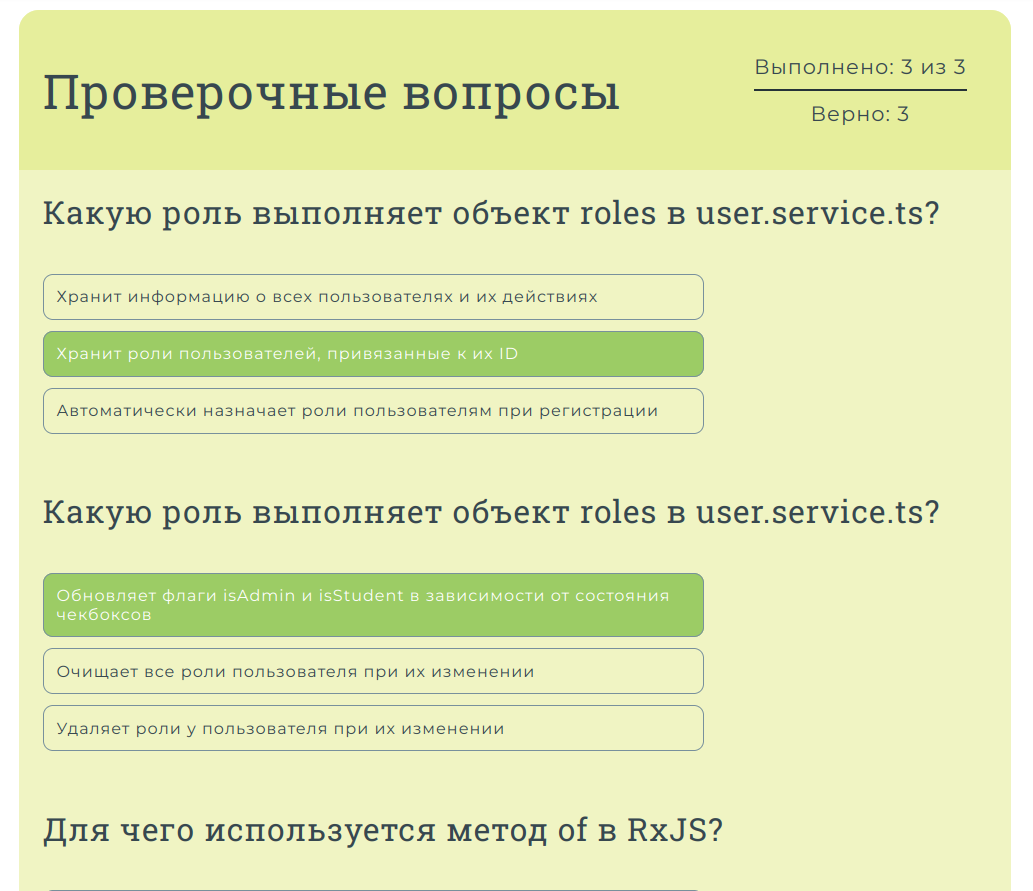 Проверочные вопросы
Выполнено: 3 из 3
Верно: 3
Какую роль выполняет объект roles в user.service.ts?
Хранит информацию о всех пользователях и их действиях
Хранит роли пользователей, привязанные к их ID
Автоматически назначает роли пользователям при регистрации
Какую роль выполняет объект roles в user.service.ts?
Обновляет флаги isAdmin и isStudent в зависимости от состояния
чекбоксов
Очищает все роли пользователя при их изменении
Удаляет роли у пользователя при их изменении
Для чего используется метод of в RxJS?